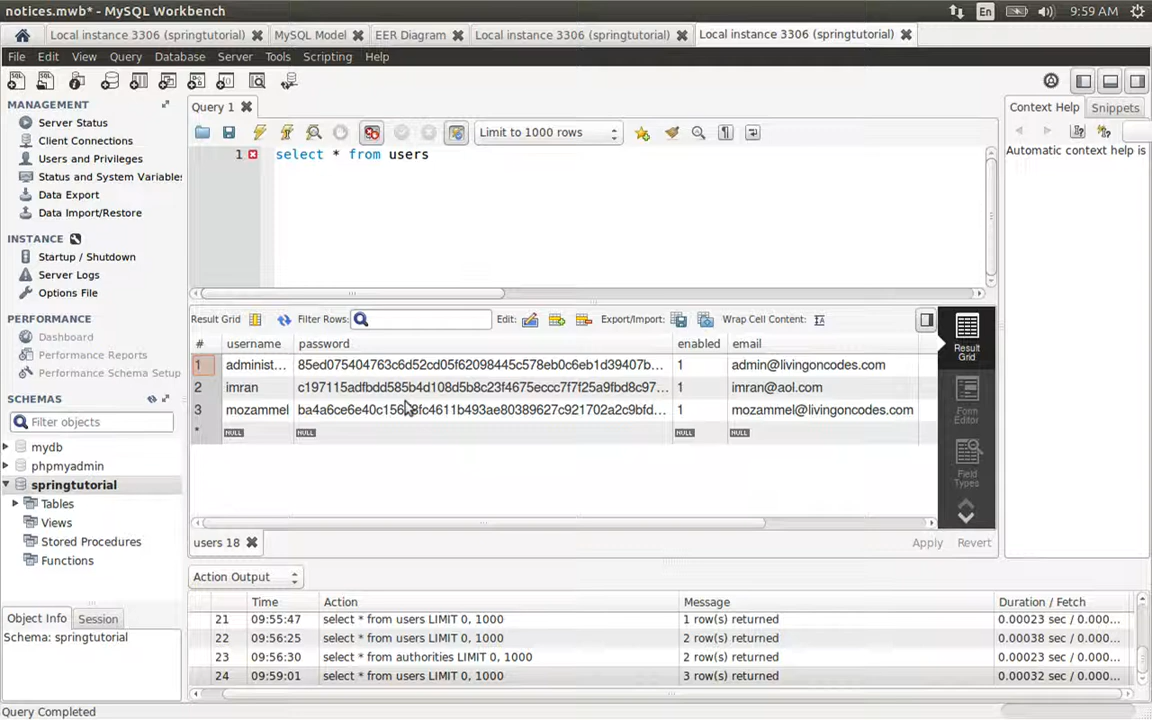 notices.mwb* - MySQL Workbench
En
9:59 AM
Local instance 3306 (springtutorial)
MySQL Model
EER Diagram
Local instance 3306 (springtutorial)
Local instance 3306 (springtutorial)
File Edit View Query Database Server Tools Scripting Help
MANAGEMENT
Server Status
Client Connections
Users and Privileges
Status and System Variables
Data Export
Data Import/Restore
INSTANCE
Startup / Shutdown
Server Logs
Options File
PERFORMANCE
Dashboard
Performance Reports
Performance Schema Setup
SCHEMAS
Filter objects
mydb
phpmyadmin
springtutorial
Tables
Views
Stored Procedures
Functions
Object Info Session
Schema: springtutorial
Query 1
Limit to 1000 rows
1 select * from users
Result Grid Filter Rows: Edit: Export/Import: Wrap Cell Content:
# username password enabled email
1 administ... 85ed075404763c6d52cd05f62098445c578eb0c6eb1d39407b... 1 admin@livingoncodes.com
2 imran c197115adfbdd585b4d108d5b8c23f4675eccc7f7f25a9fbd8c97... 1 imran@aol.com
3 mozammel 1 mozammel@livingoncodes.com
* NULL NULL NULL NULL
Result Grid
Form Editor
Field Types
users 18
Apply Revert
Action Output
Time Action Message Duration / Fetch
21 09:55:47 select * from users LIMIT 0, 1000 1 row(s) returned 0.00023 sec / 0.000...
22 09:56:25 select * from users LIMIT 0, 1000 2 row(s) returned 0.00038 sec / 0.000...
23 09:56:30 select * from authorities LIMIT 0, 1000 2 row(s) returned 0.00023 sec / 0.000...
24 09:59:01 select * from users LIMIT 0, 1000 3 row(s) returned 0.00032 sec / 0.000...
Context Help Snippets
Automatic context help is
Query Completed